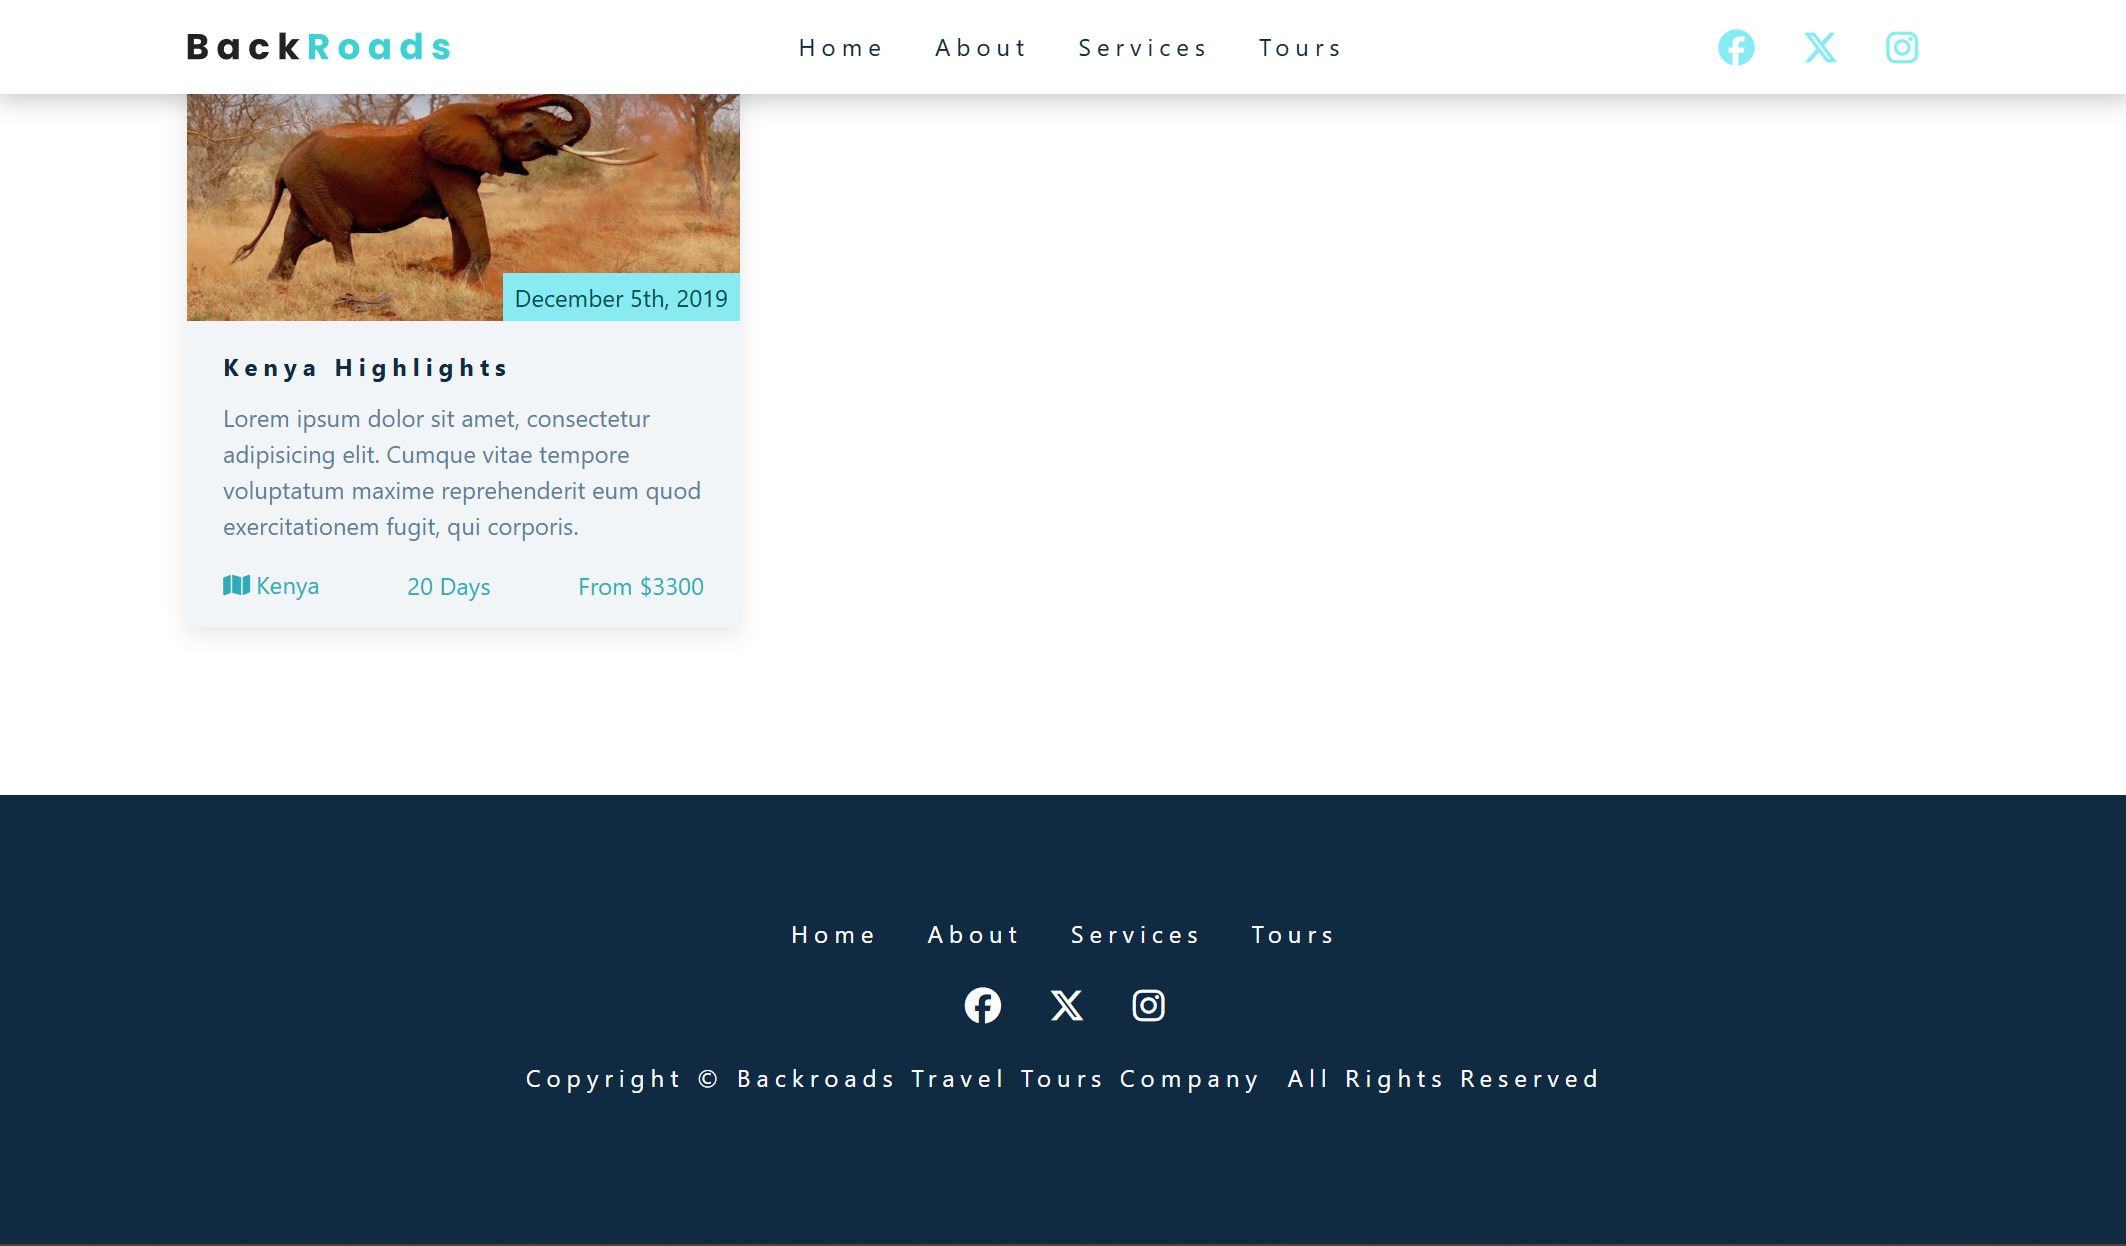 BackRoads
Home About Services Tours
December 5th, 2019
Kenya Highlights
Lorem ipsum dolor sit amet, consectetur
adipisicing elit. Cumque vitae tempore
voluptatum maxime reprehenderit eum quod
exercitationem fugit, qui corporis.
Kenya 20 Days From $3300
Home About Services Tours
Copyright © Backroads Travel Tours Company All Rights Reserved